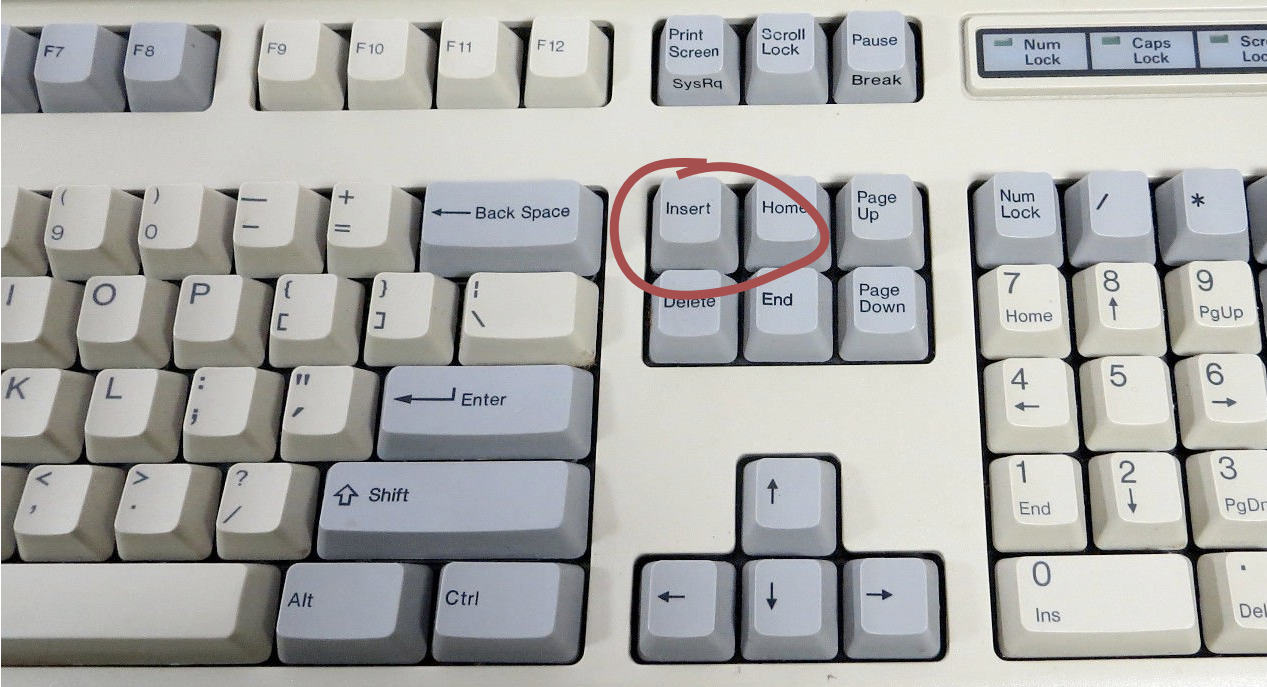 F7 F8 F9 F10 F11 F12
Print
Screen
SysRq
Scroll
Lock
Pause
Break
Num
Lock
Caps
Lock
( 9
) 0
— -
+ =
← Back Space
Insert
Home
Page
Up
Num
Lock
/
*
I
O
P
{ [
} ]
¦ \
Delete
End
Page
Down
7
Home
8
↑
9
PgUp
K
L
: ;
" '
↵ Enter
4
←
5
6
→
< ,
> .
? /
⇧ Shift
↑
1
End
2
↓
3
Alt
Ctrl
←
↓
→
0
Ins
.